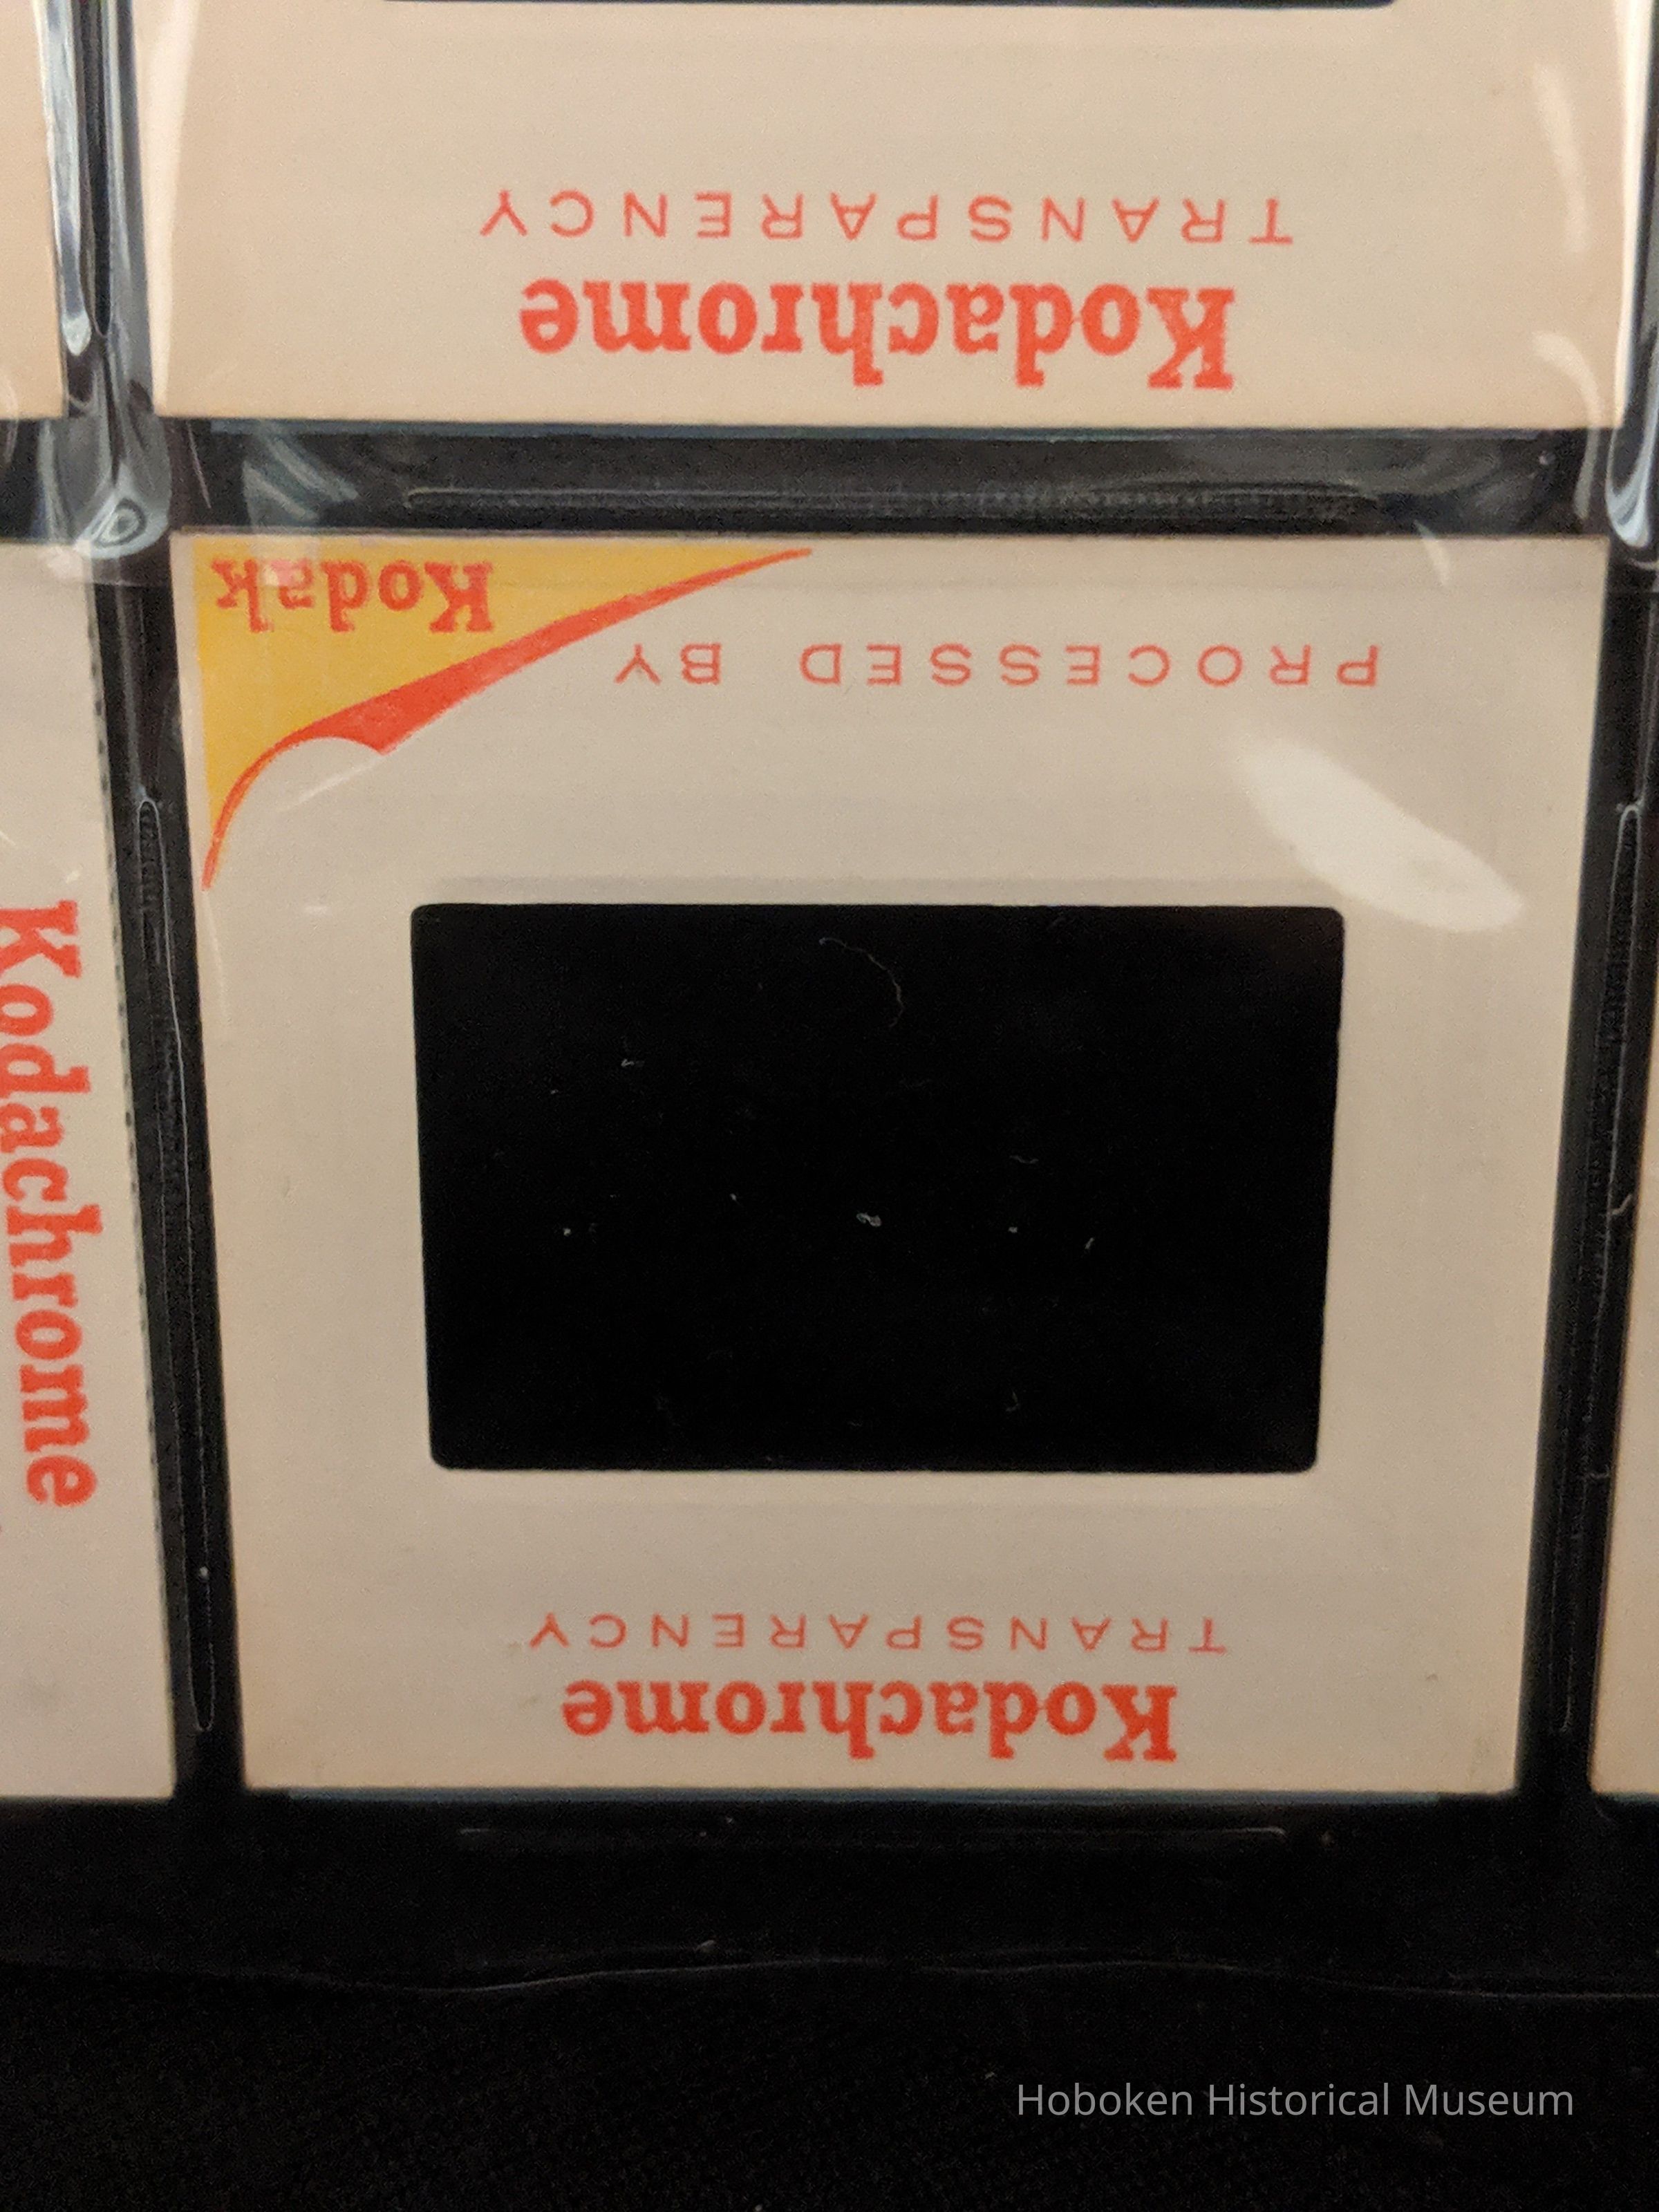 Kodachrome
TRANSPARENCY
Kodachrome
TRANSPARENCY
PROCESSED BY
Kodak
Kodachrome
Hoboken Historical Museum